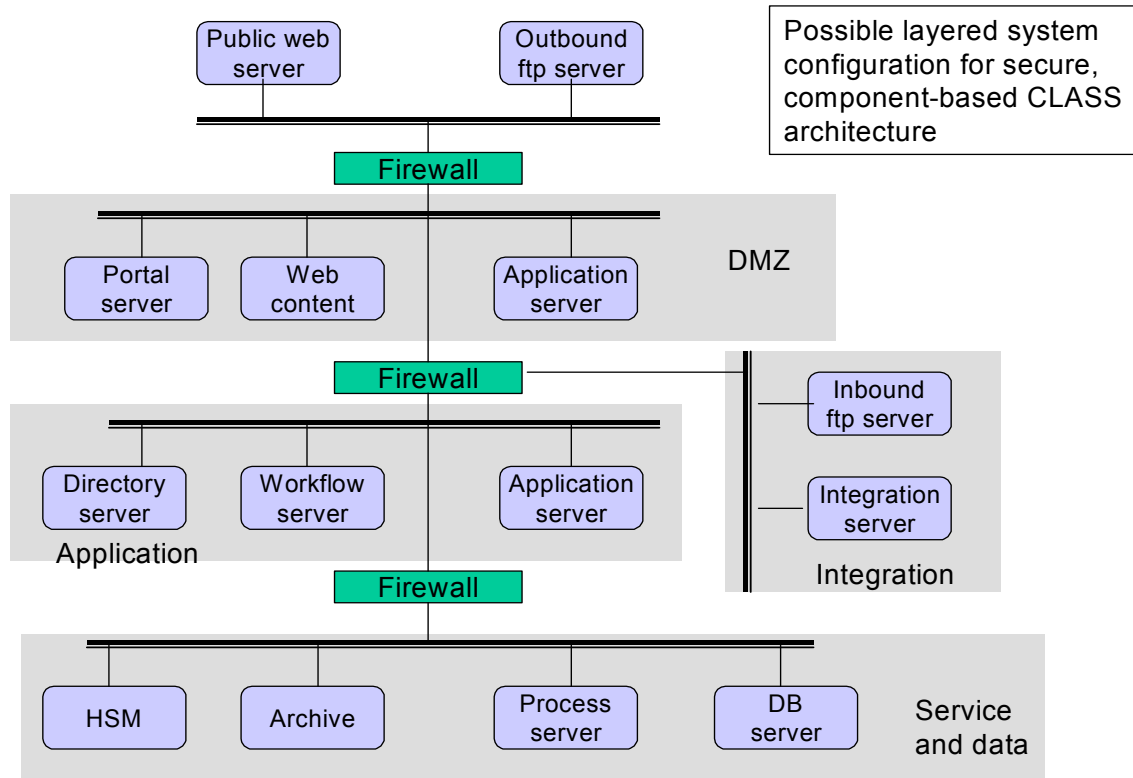 Public web
server
Outbound
ftp server
Possible layered system
configuration for secure,
component-based CLASS
architecture
Firewall
Portal
server
Web
content
Application
server
DMZ
Firewall
Inbound
ftp server
Directory
server
Workflow
server
Application
server
Integration
server
Application
Integration
Firewall
HSM
Archive
Process
server
DB
server
Service
and data